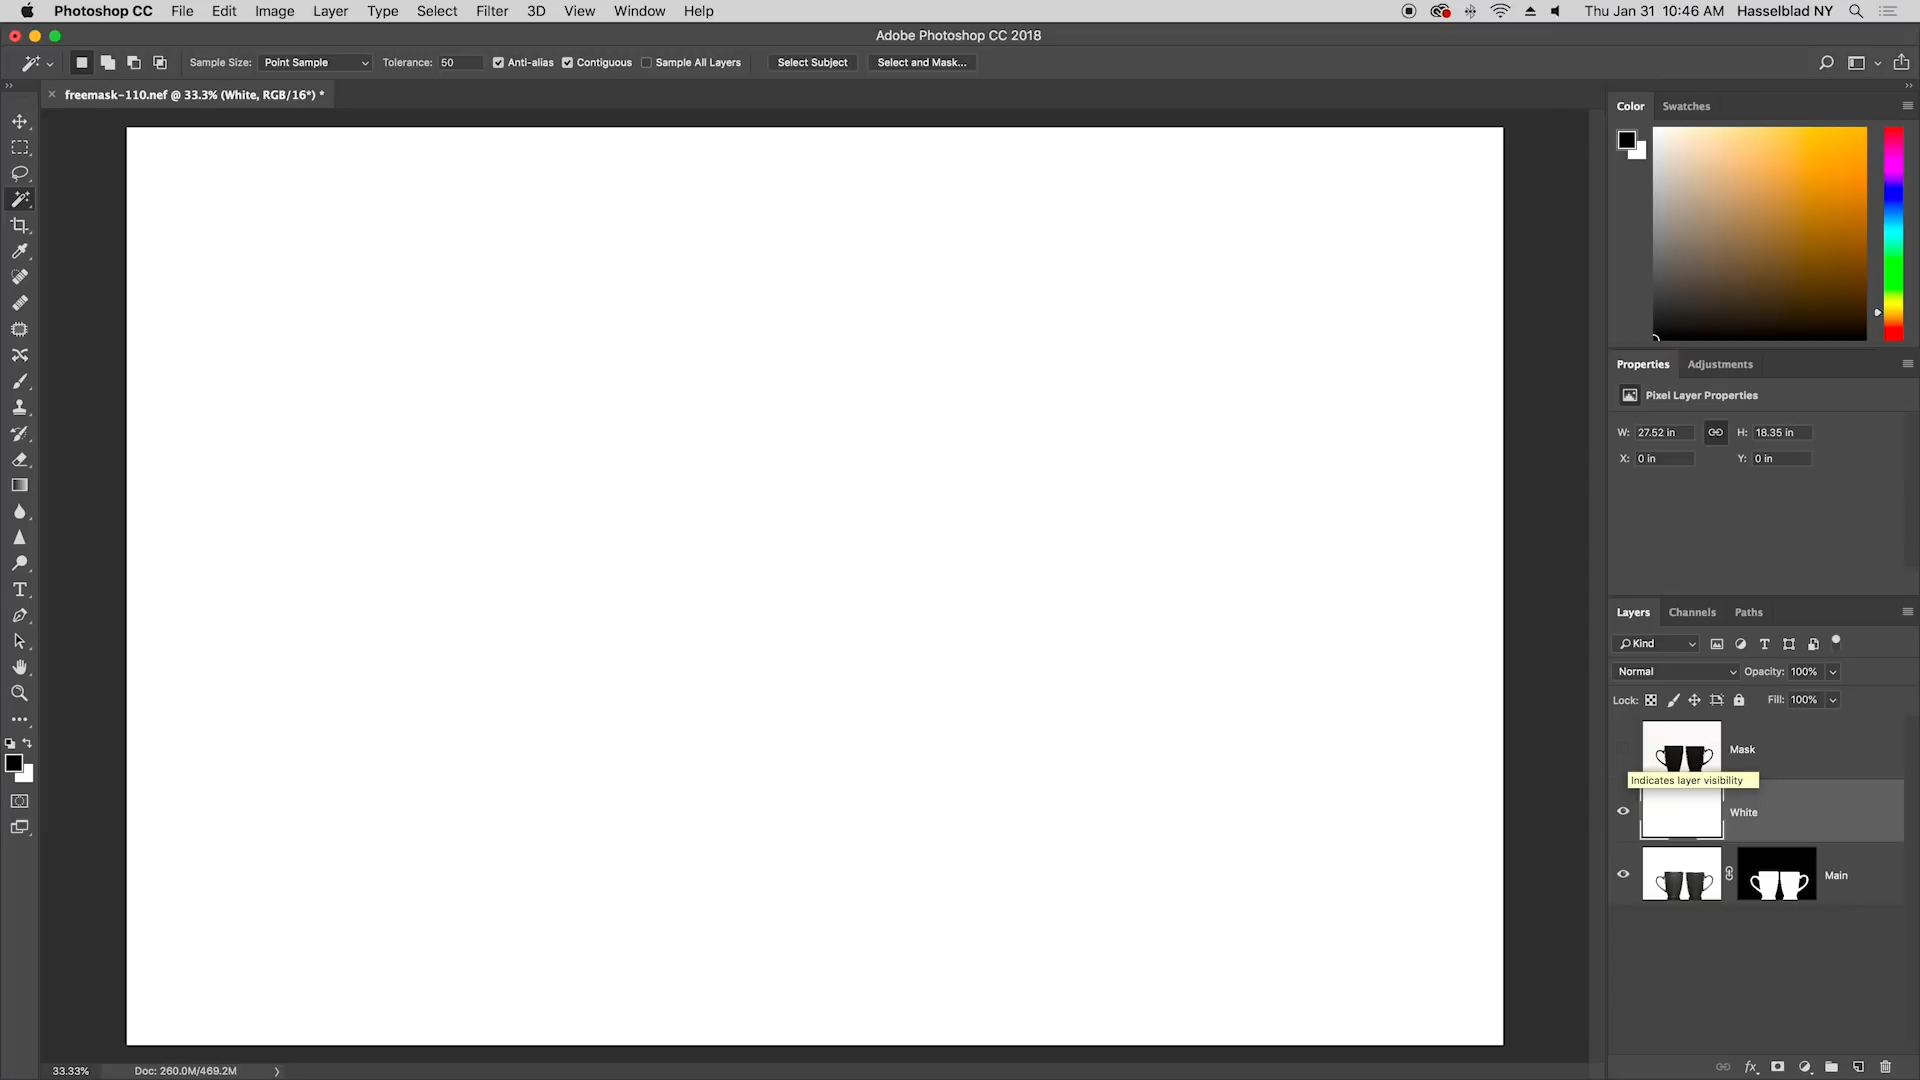 Photoshop CC File Edit Image Layer Type Select Filter 3D View Window Help Thu Jan 31 10:46 AM Hasselblad NY
Adobe Photoshop CC 2018
Sample Size: Point Sample Tolerance: 50 Anti-alias Contiguous Sample All Layers Select Subject Select and Mask...
freemask-110.nef @ 33.3% (White, RGB/16*) *
Color Swatches
Properties Adjustments
Pixel Layer Properties
W: 27.52 in H: 18.35 in
X: 0 in Y: 0 in
Layers Channels Paths
Kind
Normal Opacity: 100%
Lock: Fill: 100%
Mask
Indicates layer visibility
White
Main
33.33% Doc: 260.0M/469.2M